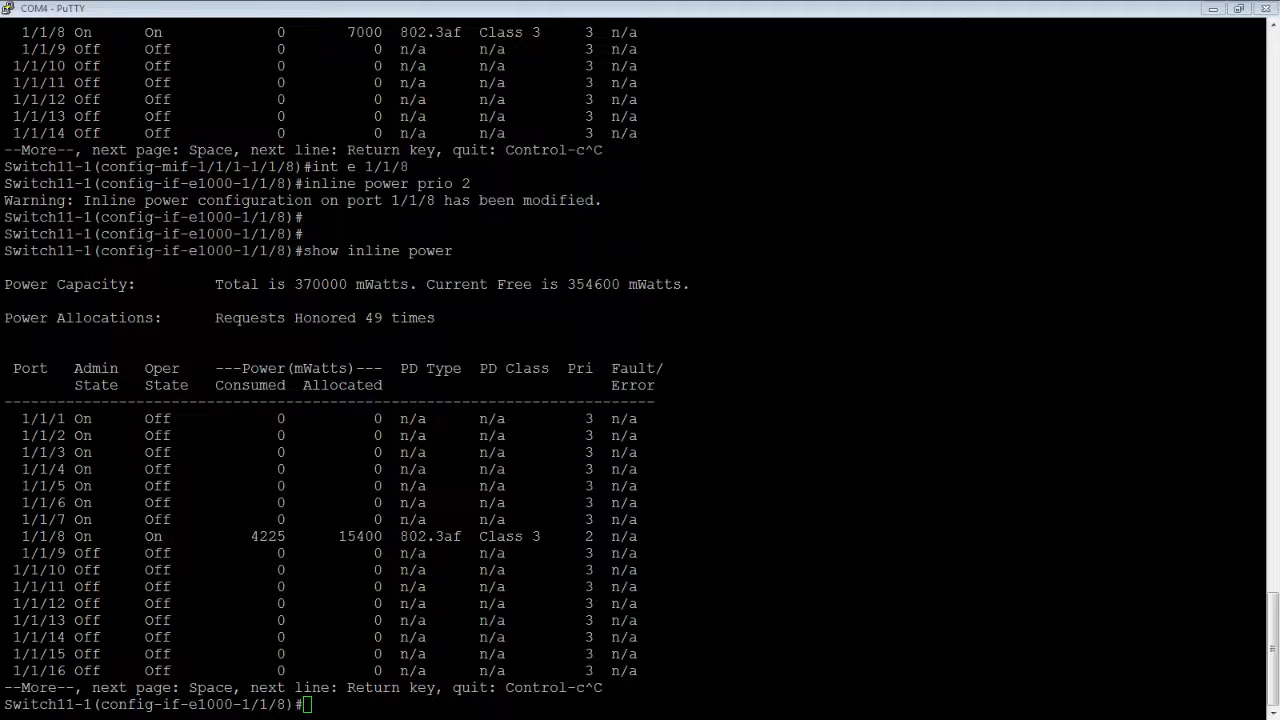 COM4 - PuTTY
1/1/8 On On 0 7000 802.3af Class 3 3 n/a
1/1/9 Off Off 0 0 n/a n/a 3 n/a
1/1/10 Off Off 0 0 n/a n/a 3 n/a
1/1/11 Off Off 0 0 n/a n/a 3 n/a
1/1/12 Off Off 0 0 n/a n/a 3 n/a
1/1/13 Off Off 0 0 n/a n/a 3 n/a
1/1/14 Off Off 0 0 n/a n/a 3 n/a
--More--, next page: Space, next line: Return key, quit: Control-c^C
Switch11-1(config-mif-1/1/1-1/1/8)#int e 1/1/8
Switch11-1(config-if-e1000-1/1/8)#inline power prio 2
Warning: Inline power configuration on port 1/1/8 has been modified.
Switch11-1(config-if-e1000-1/1/8)#
Switch11-1(config-if-e1000-1/1/8)#
Switch11-1(config-if-e1000-1/1/8)#show inline power
Power Capacity: Total is 370000 mWatts. Current Free is 354600 mWatts.
Power Allocations: Requests Honored 49 times
Port Admin Oper ---Power(mWatts)--- PD Type PD Class Pri Fault/
State State Consumed Allocated Error
--------------------------------------------------------------------------
1/1/1 On Off 0 0 n/a n/a 3 n/a
1/1/2 On Off 0 0 n/a n/a 3 n/a
1/1/3 On Off 0 0 n/a n/a 3 n/a
1/1/4 On Off 0 0 n/a n/a 3 n/a
1/1/5 On Off 0 0 n/a n/a 3 n/a
1/1/6 On Off 0 0 n/a n/a 3 n/a
1/1/7 On Off 0 0 n/a n/a 3 n/a
1/1/8 On On 4225 15400 802.3af Class 3 2 n/a
1/1/9 Off Off 0 0 n/a n/a 3 n/a
1/1/10 Off Off 0 0 n/a n/a 3 n/a
1/1/11 Off Off 0 0 n/a n/a 3 n/a
1/1/12 Off Off 0 0 n/a n/a 3 n/a
1/1/13 Off Off 0 0 n/a n/a 3 n/a
1/1/14 Off Off 0 0 n/a n/a 3 n/a
1/1/15 Off Off 0 0 n/a n/a 3 n/a
1/1/16 Off Off 0 0 n/a n/a 3 n/a
--More--, next page: Space, next line: Return key, quit: Control-c^C
Switch11-1(config-if-e1000-1/1/8)#